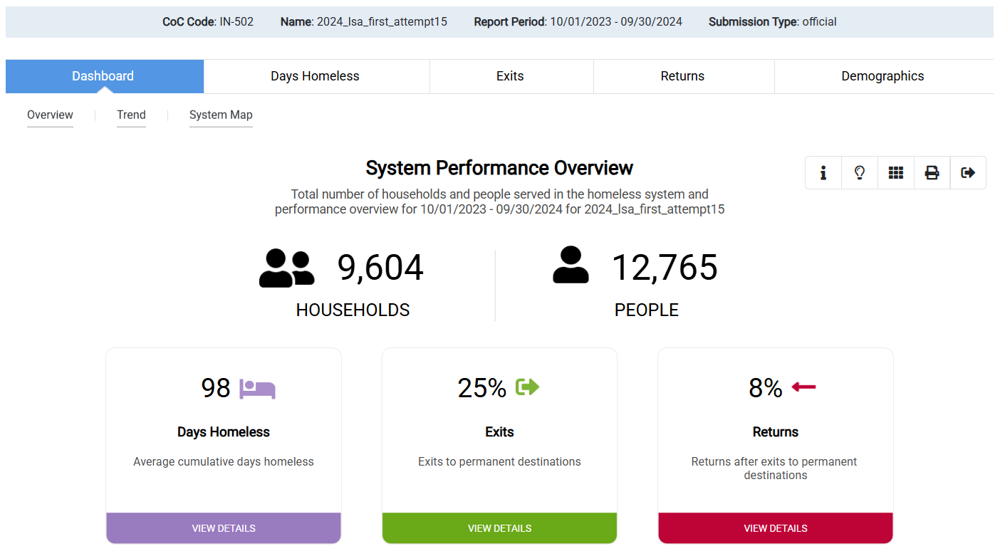 CoC Code: IN-502 Name: 2024_lsa_first_attempt15 Report Period: 10/01/2023 - 09/30/2024 Submission Type: official
Dashboard Days Homeless Exits Returns Demographics
Overview Trend System Map
System Performance Overview
Total number of households and people served in the homeless system and
performance overview for 10/01/2023 - 09/30/2024 for 2024_lsa_first_attempt15
9,604
HOUSEHOLDS
12,765
PEOPLE
98
Days Homeless
Average cumulative days homeless
VIEW DETAILS
25%
Exits
Exits to permanent destinations
VIEW DETAILS
8%
Returns
Returns after exits to permanent
destinations
VIEW DETAILS